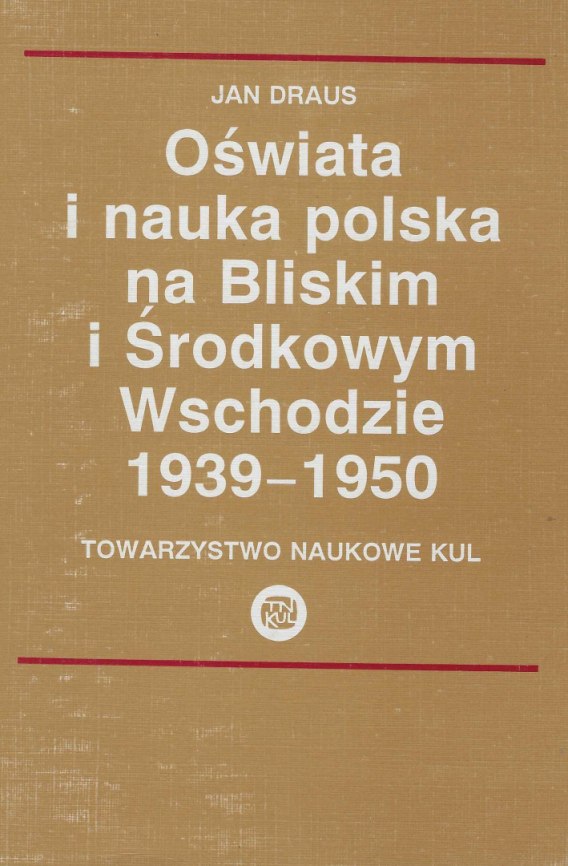 JAN DRAUS
Oświata
i nauka polska
na Bliskim
i Środkowym
Wschodzie
1939–1950
TOWARZYSTWO NAUKOWE KUL
TN
KUL